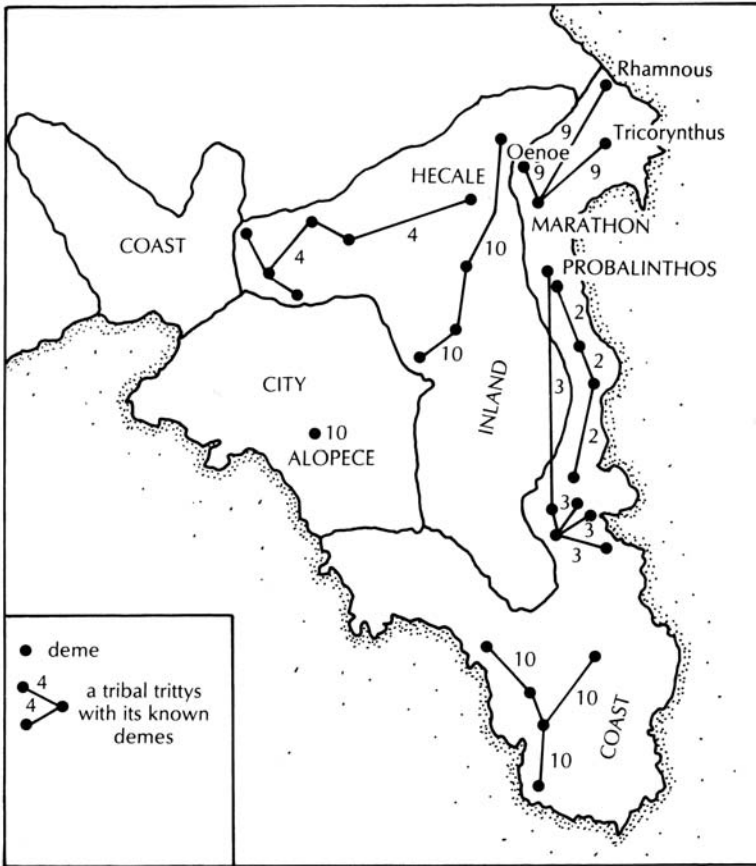 Rhamnous
9
Tricorynthus
Oenoe
9
9
HECALE
MARATHON
COAST
4
4
10
PROBALINTHOS
2
10
2
CITY
INLAND
3
10
2
ALOPECE
3
3
3
deme
10
4
10
4
a tribal trittys
with its known
demes
COAST
10